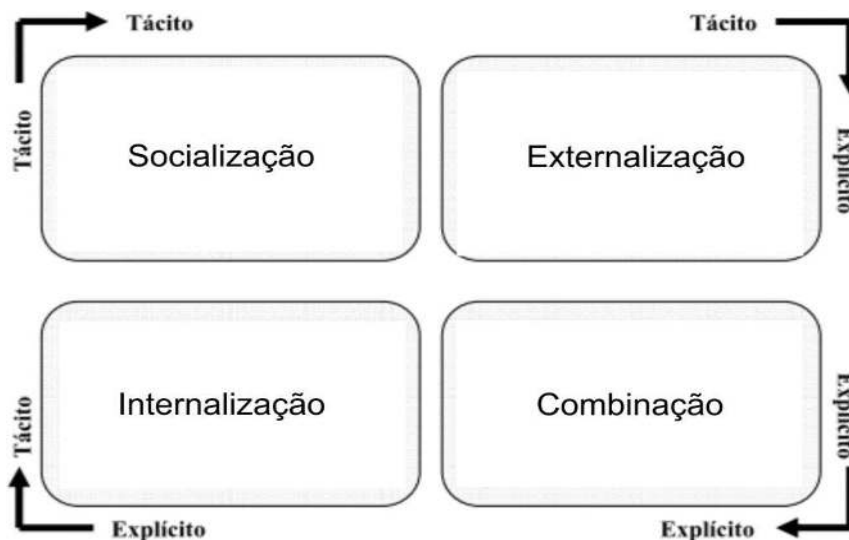 Tácito
Tácito
Tácito
Explícito
Socialização
Externalização
Tácito
Explícito
Internalização
Combinação
Explícito
Explícito